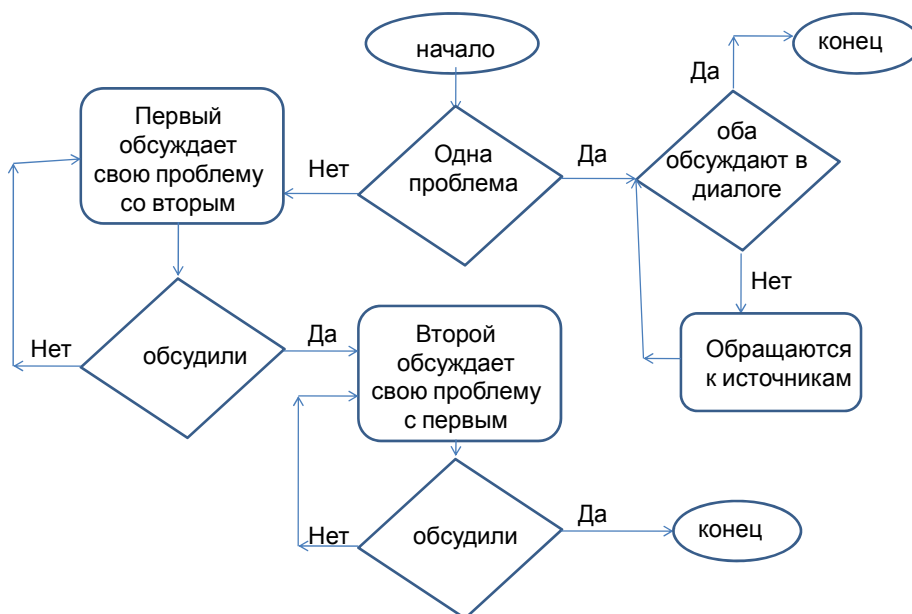 начало
конец
Да
Первый
обсуждает
свою проблему
со вторым
Нет
Одна
проблема
Да
оба
обсуждают в
диалоге
Нет
Обращаются
к источникам
Нет
обсудили
Да
Второй
обсуждает
свою проблему
с первым
Нет
обсудили
Да
конец